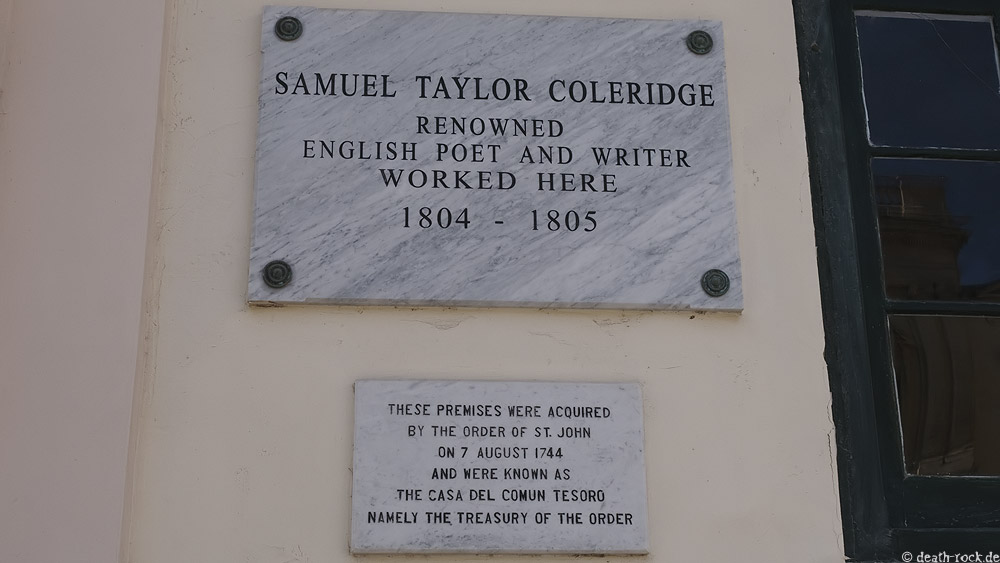 SAMUEL TAYLOR COLERIDGE
RENOWNED
ENGLISH POET AND WRITER
WORKED HERE
1804 - 1805
THESE PREMISES WERE ACQUIRED
BY THE ORDER OF ST. JOHN
ON 7 AUGUST 1744
AND WERE KNOWN AS
THE CASA DEL COMUN TESORO
NAMELY THE TREASURY OF THE ORDER
© death-rock.de